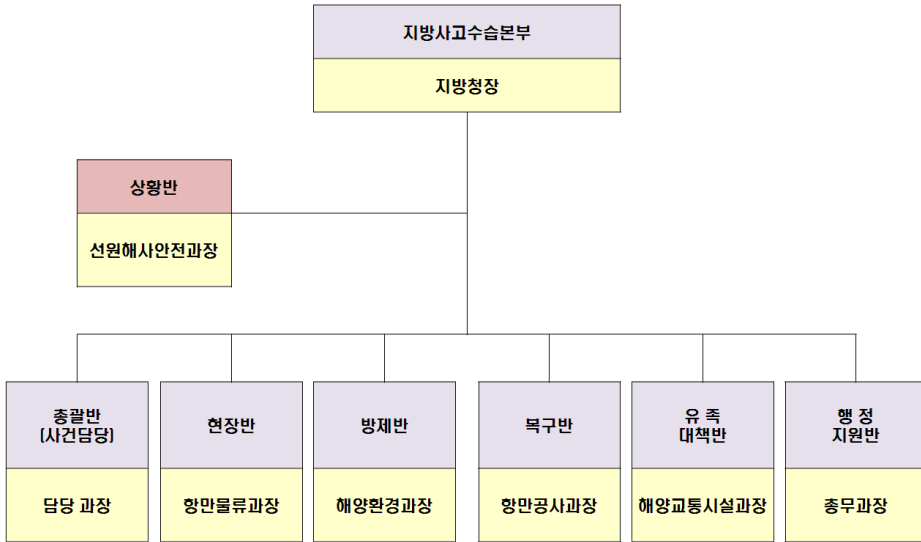 지방사고수습본부
지방청장
상황반
선원해사안전과장
총괄반
(사건담당)
담당 과장
현장반
항만물류과장
방제반
해양환경과장
복구반
항만공사과장
유 족
대책반
해양교통시설과장
행 정
지원반
총무과장